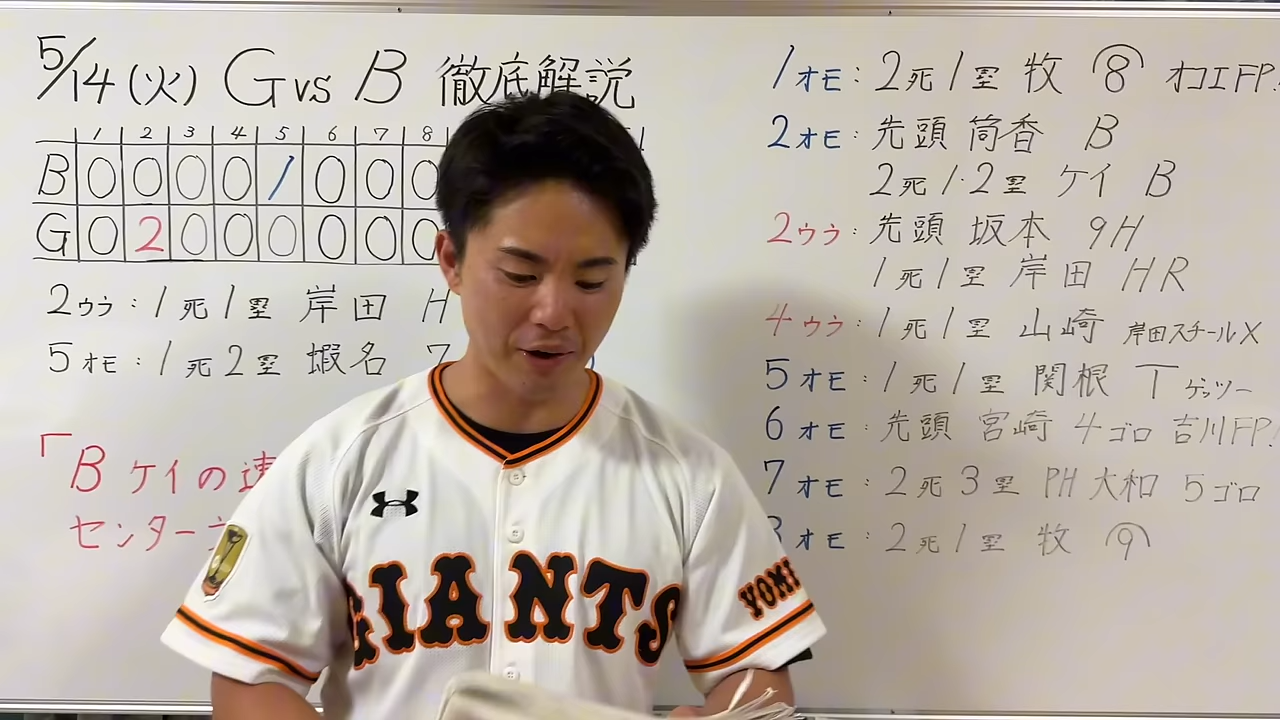 5/14(火) G vs B 徹底解説
1 2 3 4 5 6 7 8
B 0 0 0 0 1 0 0 0
G 0 2 0 0 0 0 0 0
2ウラ:1死1塁 岸田 H
5オモ:1死2塁 蝦名 7
「B ケイの速
センター
1オモ:2死1塁 牧 ⑧ オコエFP.
2オモ:先頭 筒香 B
2死1・2塁 ケイ B
2ウラ:先頭 坂本 9H
1死1塁 岸田 HR
4ウラ:1死1塁 山崎 岸田スチールX
5オモ:1死1塁 関根 T ゲッツー
6オモ:先頭 宮崎 4ゴロ 吉川FP.
7オモ:2死3塁 PH 大和 5ゴロ
8オモ:2死1塁 牧 ⑨
GIANTS
YOMI